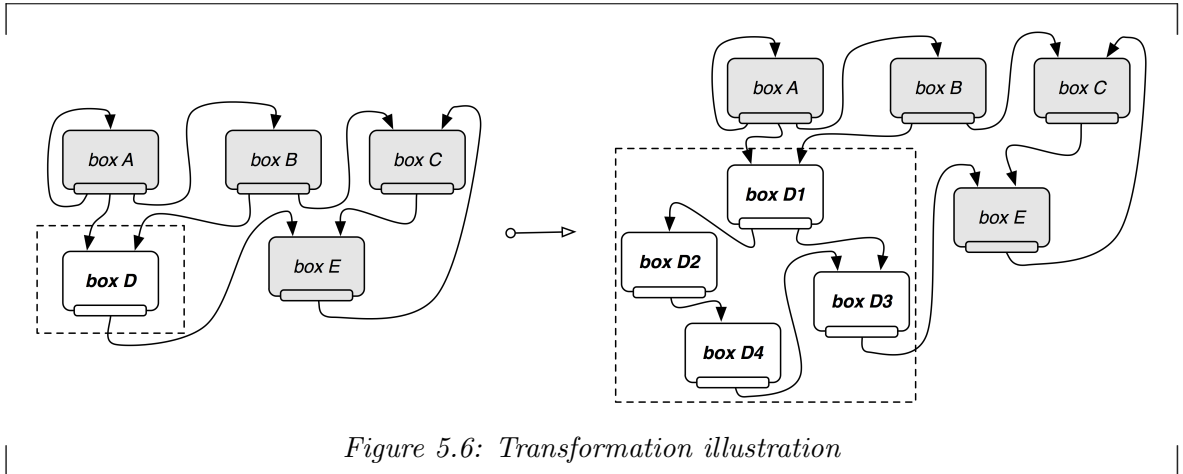 box A
box B
box C
box D
box E
box A
box B
box C
box D1
box E
box D2
box D3
box D4
Figure 5.6: Transformation illustration